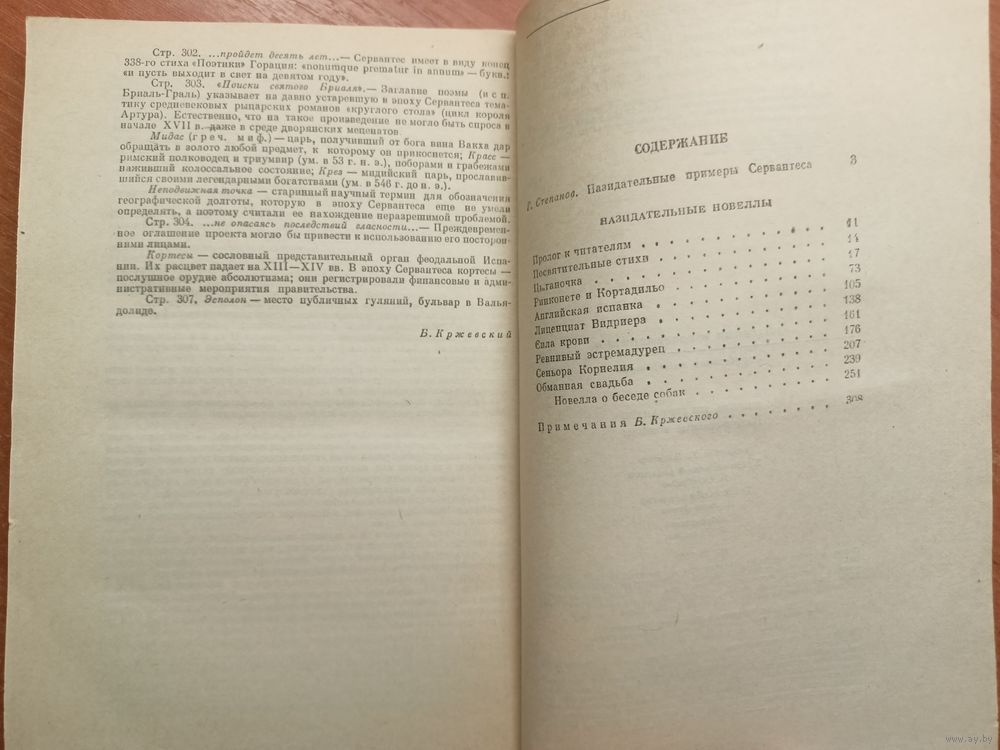 Стр. 302. ...пройдет десять лет...— Сервантес имеет в виду конец
338-го стиха «Поэтики» Горация: «nonumque prematur in annum» — букв.:
«и пусть выходит в свет на девятом году».
Стр. 303. «Поиски святого Бриаля».— Заглавие поэмы (исп.
Бриаль-Граль) указывает на давно устаревшую в эпоху Сервантеса тема-
тику средневековых рыцарских романов «круглого стола» (цикл короля
Артура). Естественно, что на такое произведение не могло быть спроса в
начале XVII в. даже в среде дворянских меценатов.
Мидас (греч. миф.) — царь, получивший от бога вина Вакха дар
обращать в золото любой предмет, к которому он прикоснется; Красс —
римский полководец и триумвир (ум. в 53 г. н. э.), поборами и грабежами
наживший колоссальное состояние; Крез — мидийский царь, прославив-
шийся своими легендарными богатствами (ум. в 546 г. до н. э.).
Неподвижная точка — старинный научный термин для обозначения
географической долготы, которую в эпоху Сервантеса еще не умели
определять, а поэтому считали ее нахождение неразрешимой проблемой.
Стр. 304. ...не опасаясь последствий гласности...— Преждевремен-
ное оглашение проекта могло бы привести к использованию его посторон-
ними лицами.
Кортесы — сословный представительный орган феодальной Испа-
нии. Их расцвет падает на XIII—XIV вв. В эпоху Сервантеса кортесы —
послушное орудие абсолютизма; они регистрировали финансовые и адми-
нистративные мероприятия правительства.
Стр. 307. Эсполон — место публичных гуляний, бульвар в Валья-
долиде.
Б. Кржевский
СОДЕРЖАНИЕ
Г. Степанов. Назидательные примеры Сервантеса 3
НАЗИДАТЕЛЬНЫЕ НОВЕЛЛЫ
Пролог к читателям . . . . . . . . . . 11
Посвятительные стихи . . . . . . . . . . 14
Цыганочка . . . . . . . . . . 17
Ринконете и Кортадильо . . . . . . . . . . 73
Английская испанка . . . . . . . . . . 105
Лиценциат Видриера . . . . . . . . . . 138
Сила крови . . . . . . . . . . 161
Ревнивый эстремадурец . . . . . . . . . . 176
Сеньора Корнелия . . . . . . . . . . 207
Обманная свадьба . . . . . . . . . . 239
Новелла о беседе собак . . . . . . . . . . 251
Примечания Б. Кржевского . . . . . . . . 308
www.ay.by